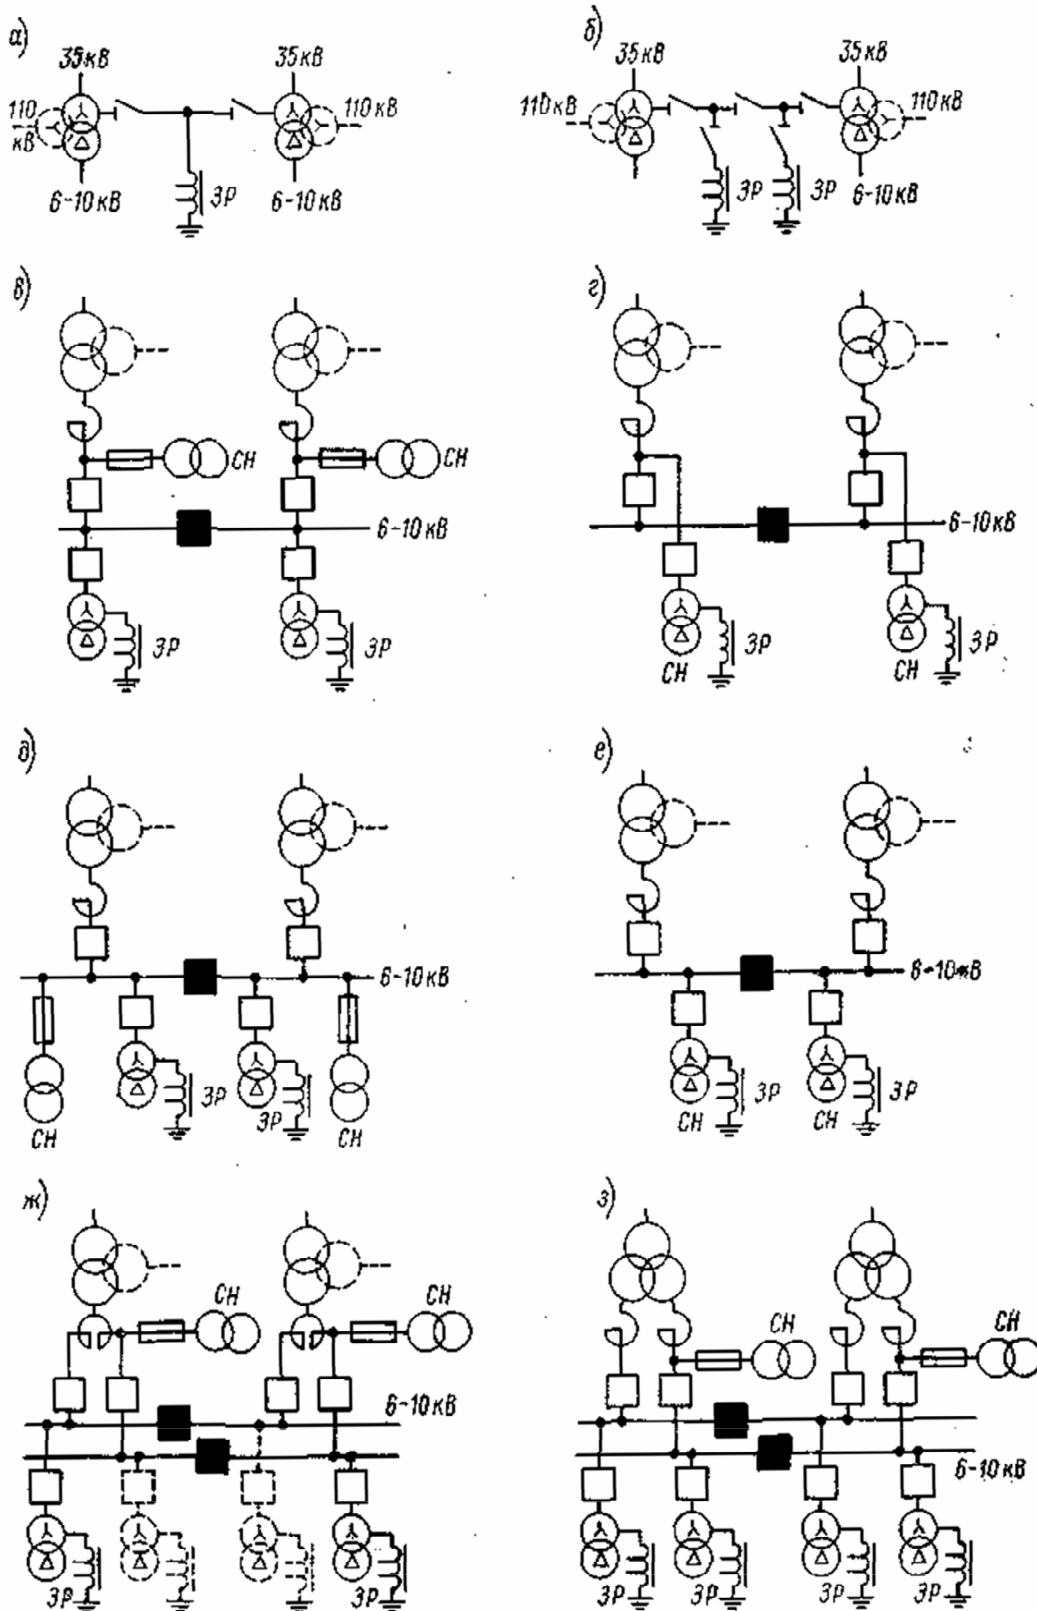 а)
35кВ
35кВ
110
кВ
110кВ
6-10кВ
ЗР
6-10кВ
б)
35кВ
35кВ
110кВ
110кВ
ЗР
ЗР
6-10кВ
в)
СН
СН
6-10кВ
ЗР
ЗР
г)
6-10кВ
ЗР
ЗР
СН
СН
д)
6-10кВ
ЗР
ЗР
СН
СН
е)
6-10кВ
ЗР
ЗР
СН
СН
ж)
СН
СН
6-10кВ
ЗР
ЗР
з)
СН
СН
6-10кВ
ЗР
ЗР
ЗР
ЗР